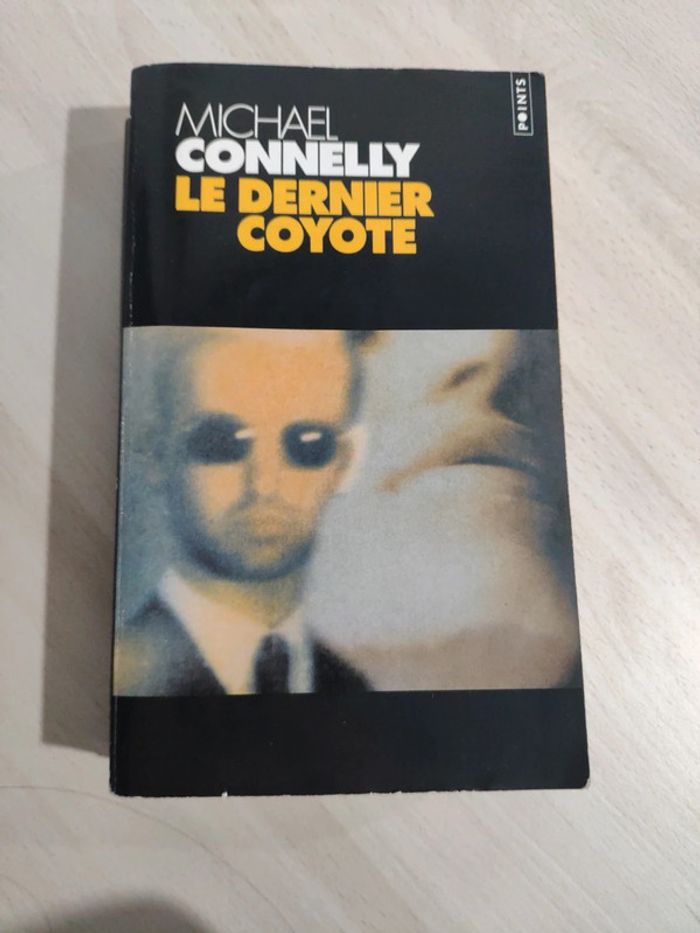 MICHAEL
CONNELLY
LE DERNIER
COYOTE
POINTS